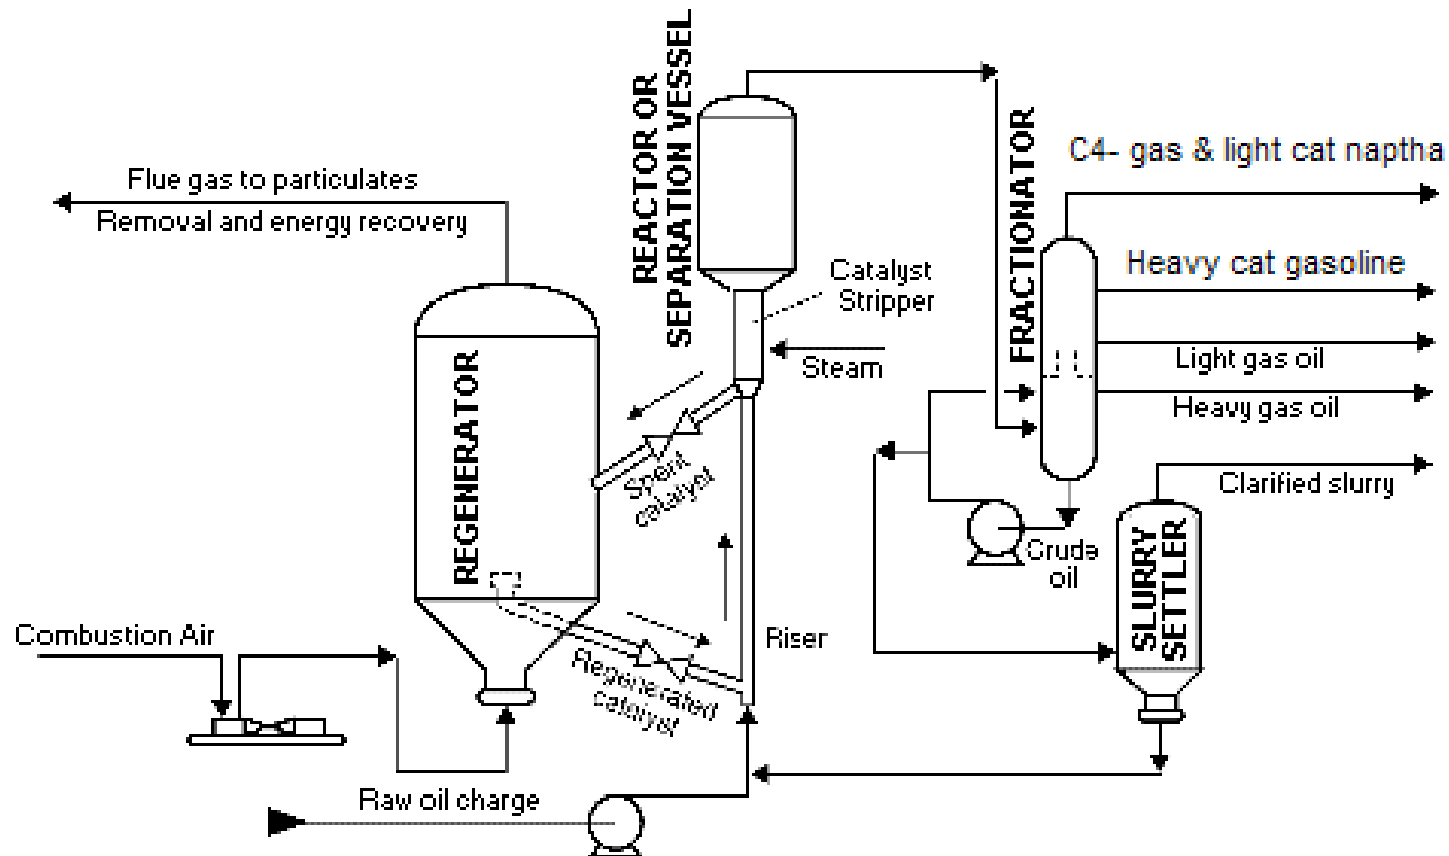 REACTOR OR
SEPARATION VESSEL
FRACTIONATOR
C4- gas & light cat naptha
Flue gas to particulates
Removal and energy recovery
Heavy cat gasoline
Catalyst
Stripper
Light gas oil
Steam
Heavy gas oil
REGENERATOR
Spent
catalyst
Clarified slurry
Crude
oil
SLURRY
SETTLER
Combustion Air
Riser
Regenerated
catalyst
Raw oil charge